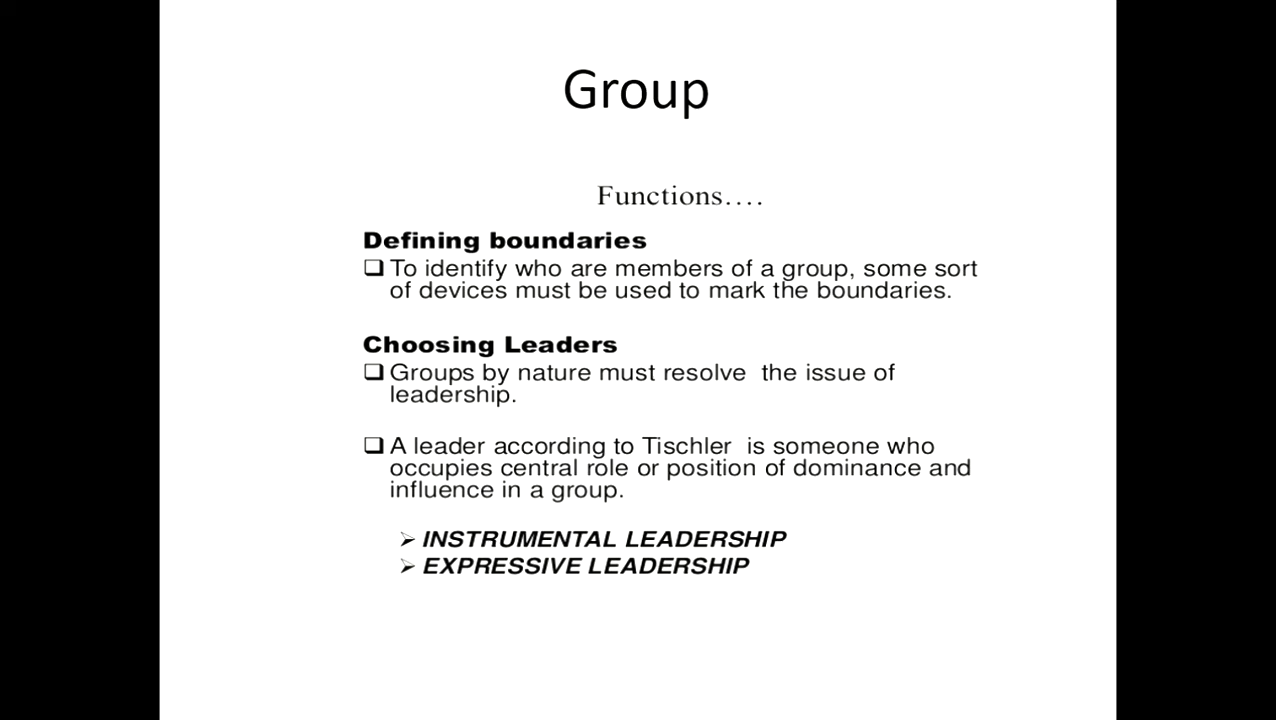 Group
Functions....
Defining boundaries
❑ To identify who are members of a group, some sort
of devices must be used to mark the boundaries.
Choosing Leaders
❑ Groups by nature must resolve  the issue of
leadership.
❑ A leader according to Tischler  is someone who
occupies central role or position of dominance and
influence in a group.
➢ INSTRUMENTAL LEADERSHIP
➢ EXPRESSIVE LEADERSHIP